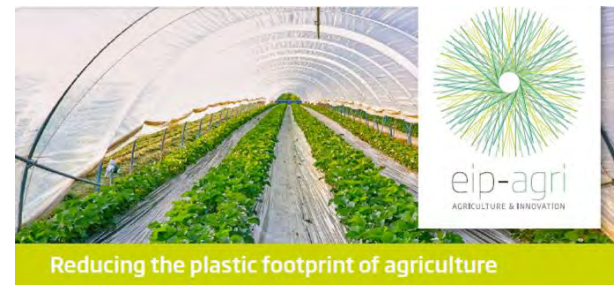 eip-agri
AGRICULTURE & INNOVATION
Reducing the plastic footprint of agriculture